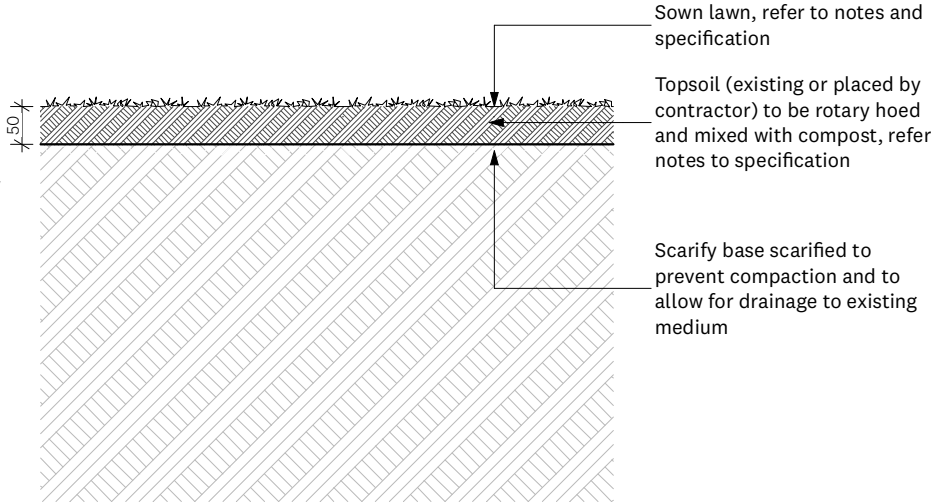 Sown lawn, refer to notes and
specification
Topsoil (existing or placed by
contractor) to be rotary hoed
and mixed with compost, refer
notes to specification
50
Scarify base scarified to
prevent compaction and to
allow for drainage to existing
medium